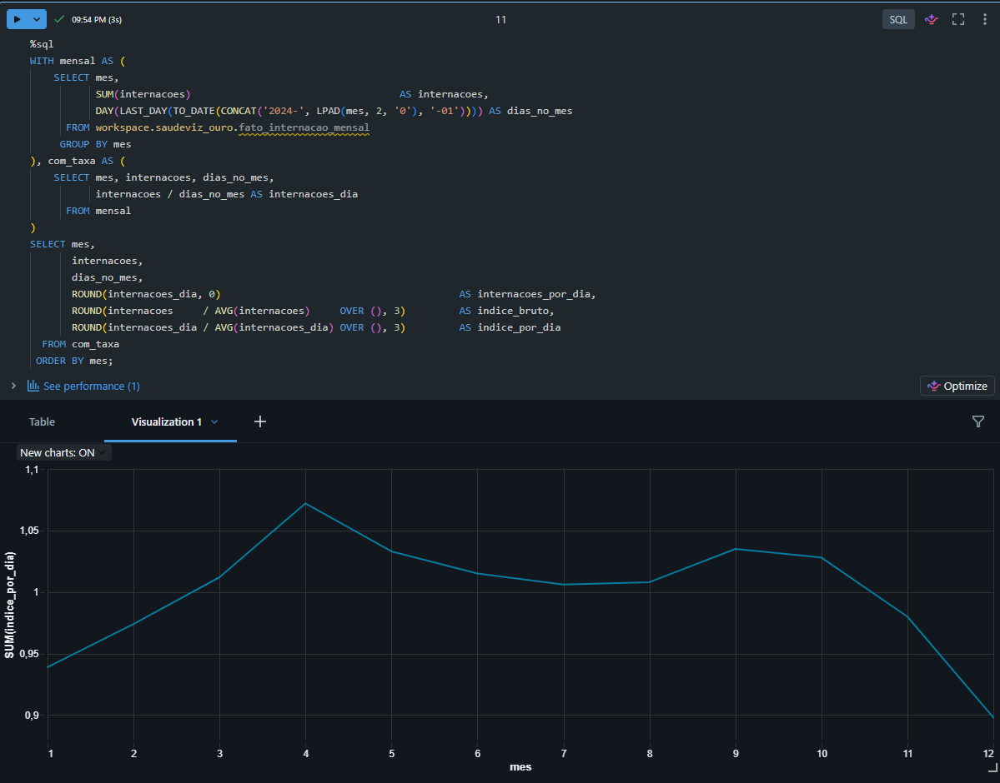 09:54 PM (3s)
11
SQL
%sql
WITH mensal AS (
SELECT mes,
SUM(internacoes) AS internacoes,
DAY(LAST_DAY(TO_DATE(CONCAT('2024-', LPAD(mes, 2, '0'), '-01')))) AS dias_no_mes
FROM workspace.saudeviz_ouro.fato_internacao_mensal
GROUP BY mes
), com_taxa AS (
SELECT mes, internacoes, dias_no_mes,
internacoes / dias_no_mes AS internacoes_dia
FROM mensal
)
SELECT mes,
internacoes,
dias_no_mes,
ROUND(internacoes_dia, 0) AS internacoes_por_dia,
ROUND(internacoes / AVG(internacoes) OVER (), 3) AS indice_bruto,
ROUND(internacoes_dia / AVG(internacoes_dia) OVER (), 3) AS indice_por_dia
FROM com_taxa
ORDER BY mes;
See performance (1)
Optimize
Table
Visualization 1
New charts: ON
1,1
1,05
1
0,95
0,9
SUM(indice_por_dia)
1 2 3 4 5 6 7 8 9 10 11 12
mes